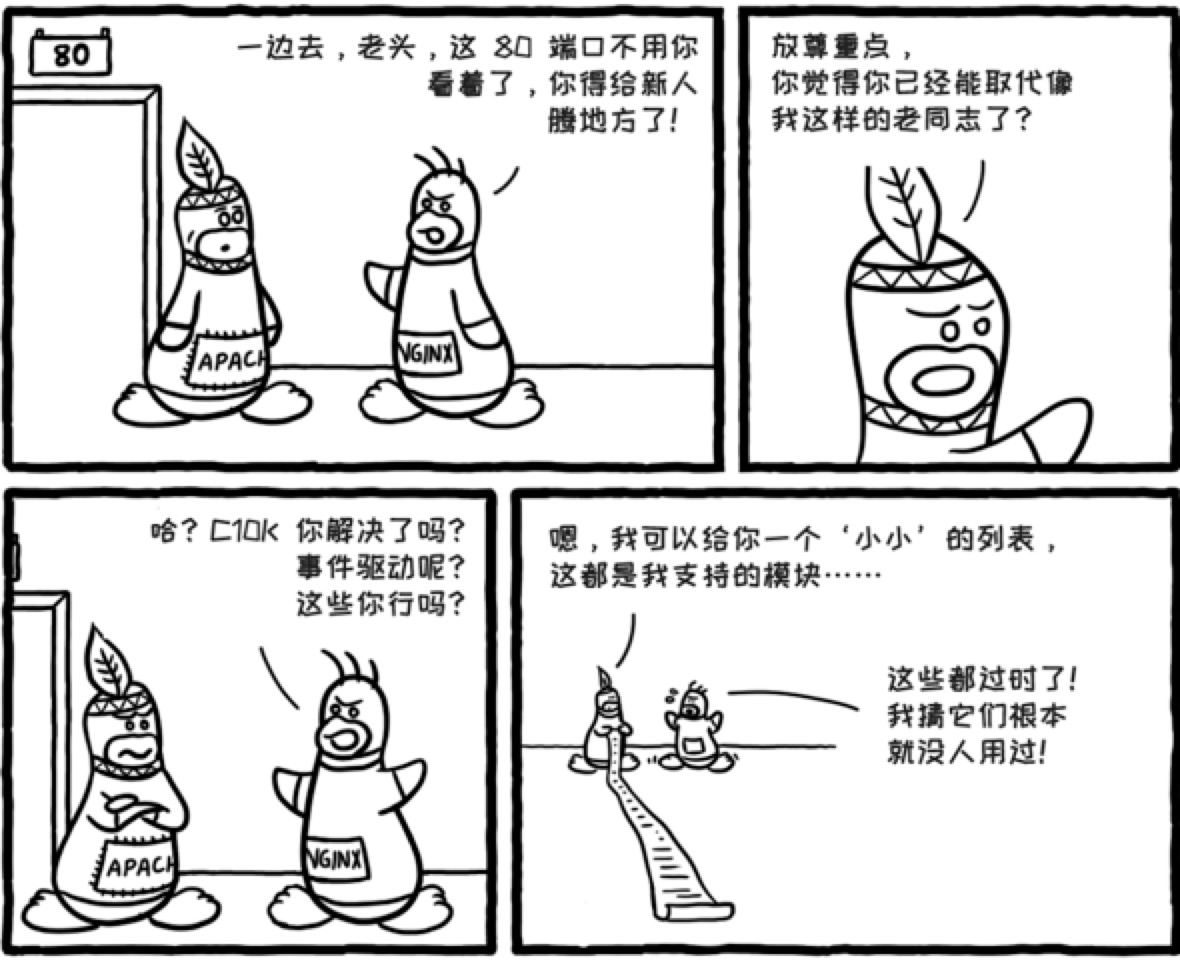 80
一边去，老头，这 80 端口不用你
看着了，你得给新人
腾地方了！
APACH
NGINX
放尊重点，
你觉得你已经能取代像
我这样的老同志了？
哈？C10K 你解决了吗？
事件驱动呢？
这些你行吗？
APACH
NGINX
嗯，我可以给你一个‘小小’的列表，
这都是我支持的模块……
这些都过时了！
我猜它们根本
就没人用过！